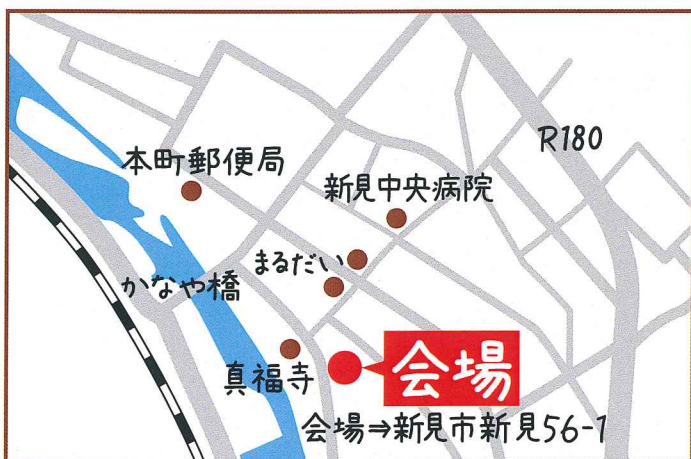 R180
本町郵便局
新見中央病院
まるだい
かなや橋
真福寺
会場
会場⇒新見市新見56-1